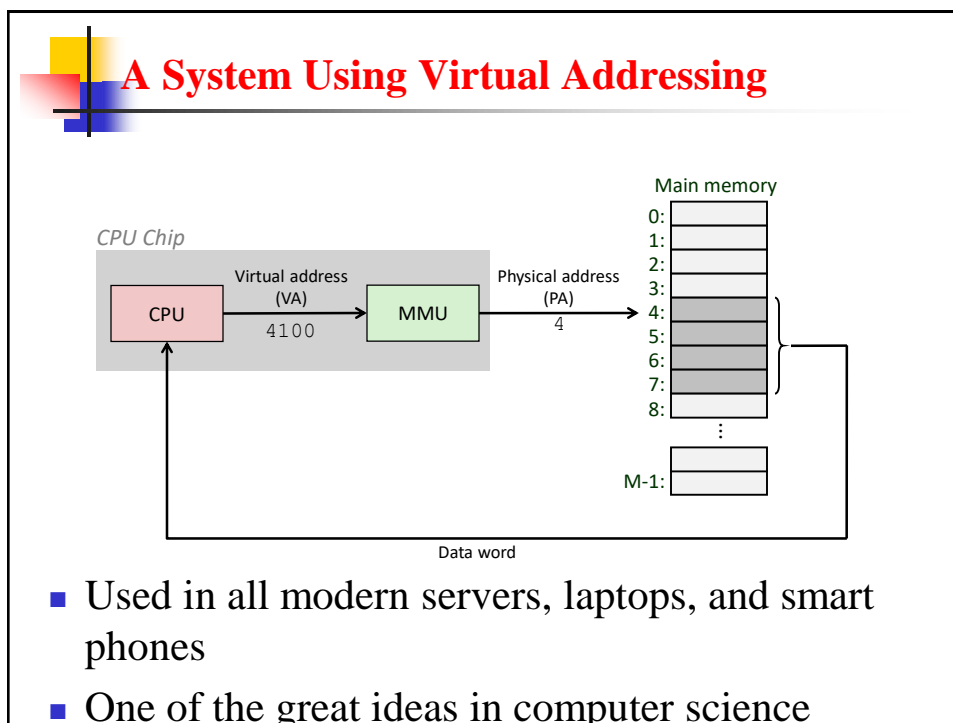 A System Using Virtual Addressing
Main memory
CPU Chip
0:
1:
2:
3:
4:
5:
6:
7:
8:
...
M-1:
Virtual address
(VA)
4100
Physical address
(PA)
4
CPU
MMU
Data word
■ Used in all modern servers, laptops, and smart
phones
■ One of the great ideas in computer science